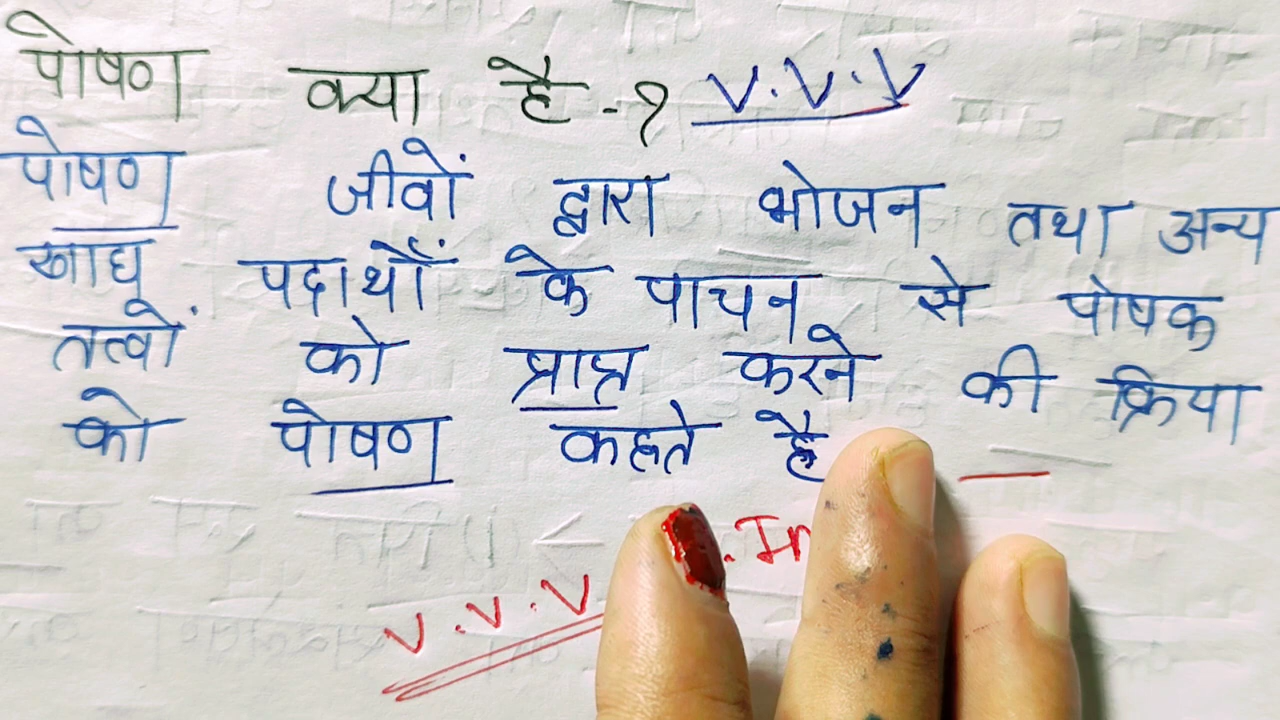 पोषण क्या है -? V.V.V
पोषण जीवों द्वारा भोजन तथा अन्य
खाद्य पदार्थों के पाचन से पोषक
तत्वों को प्राप्त करने की क्रिया
को पोषण कहते है
V.V.V